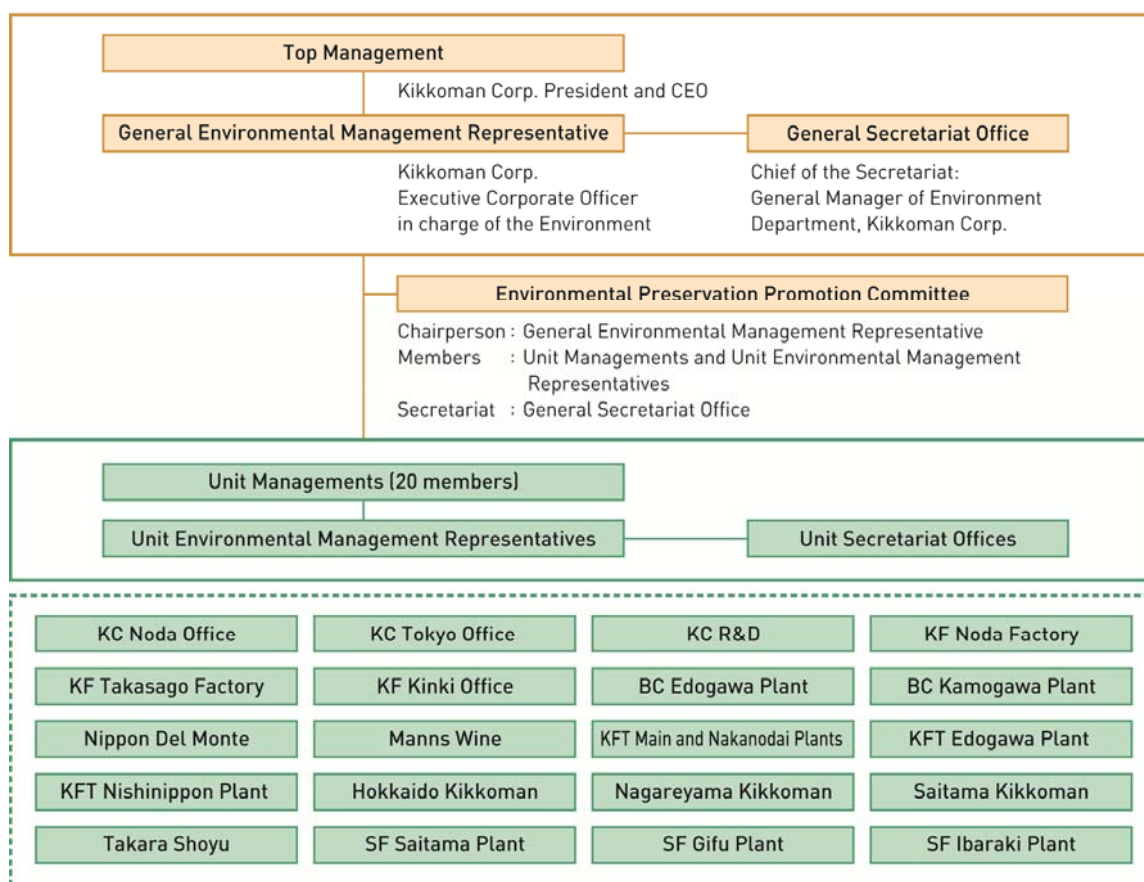 Top Management
Kikkoman Corp. President and CEO
General Environmental Management Representative
General Secretariat Office
Kikkoman Corp.
Executive Corporate Officer
in charge of the Environment
Chief of the Secretariat:
General Manager of Environment
Department, Kikkoman Corp.
Environmental Preservation Promotion Committee
Chairperson : General Environmental Management Representative
Members : Unit Managements and Unit Environmental Management
Representatives
Secretariat : General Secretariat Office
Unit Managements (20 members)
Unit Environmental Management Representatives
Unit Secretariat Offices
KC Noda Office
KC Tokyo Office
KC R&D
KF Noda Factory
KF Takasago Factory
KF Kinki Office
BC Edogawa Plant
BC Kamogawa Plant
Nippon Del Monte
Manns Wine
KFT Main and Nakanodai Plants
KFT Edogawa Plant
KFT Nishinippon Plant
Hokkaido Kikkoman
Nagareyama Kikkoman
Saitama Kikkoman
Takara Shoyu
SF Saitama Plant
SF Gifu Plant
SF Ibaraki Plant